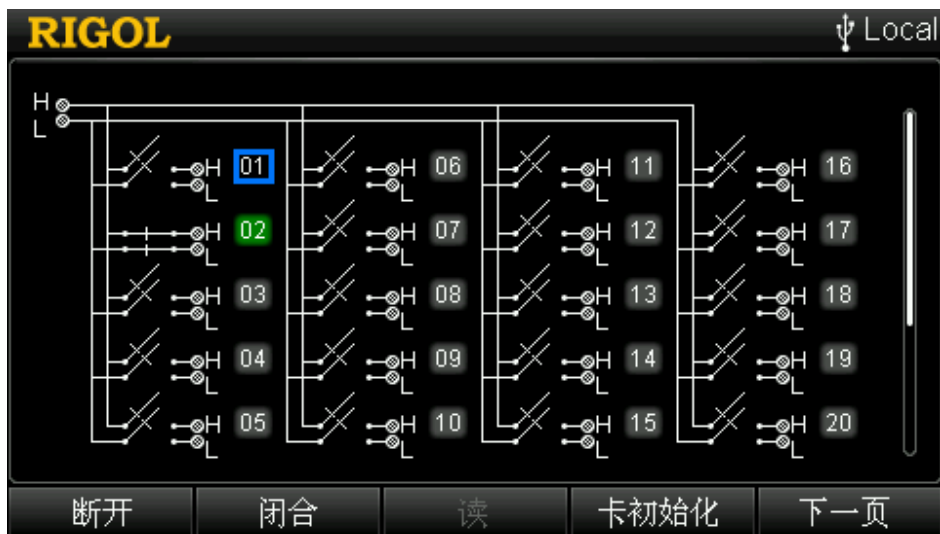 RIGOL Local
H
L
H 01 H 06 H 11 H 16
L L L L
H 02 H 07 H 12 H 17
L L L L
H 03 H 08 H 13 H 18
L L L L
H 04 H 09 H 14 H 19
L L L L
H 05 H 10 H 15 H 20
L L L L
断开 闭合 读 卡初始化 下一页